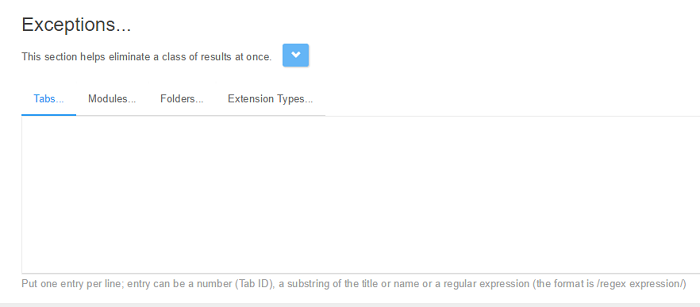 Exceptions...
This section helps eliminate a class of results at once.
Tabs... Modules... Folders... Extension Types...
Put one entry per line; entry can be a number (Tab ID), a substring of the title or name or a regular expression (the format is /regex expression/)